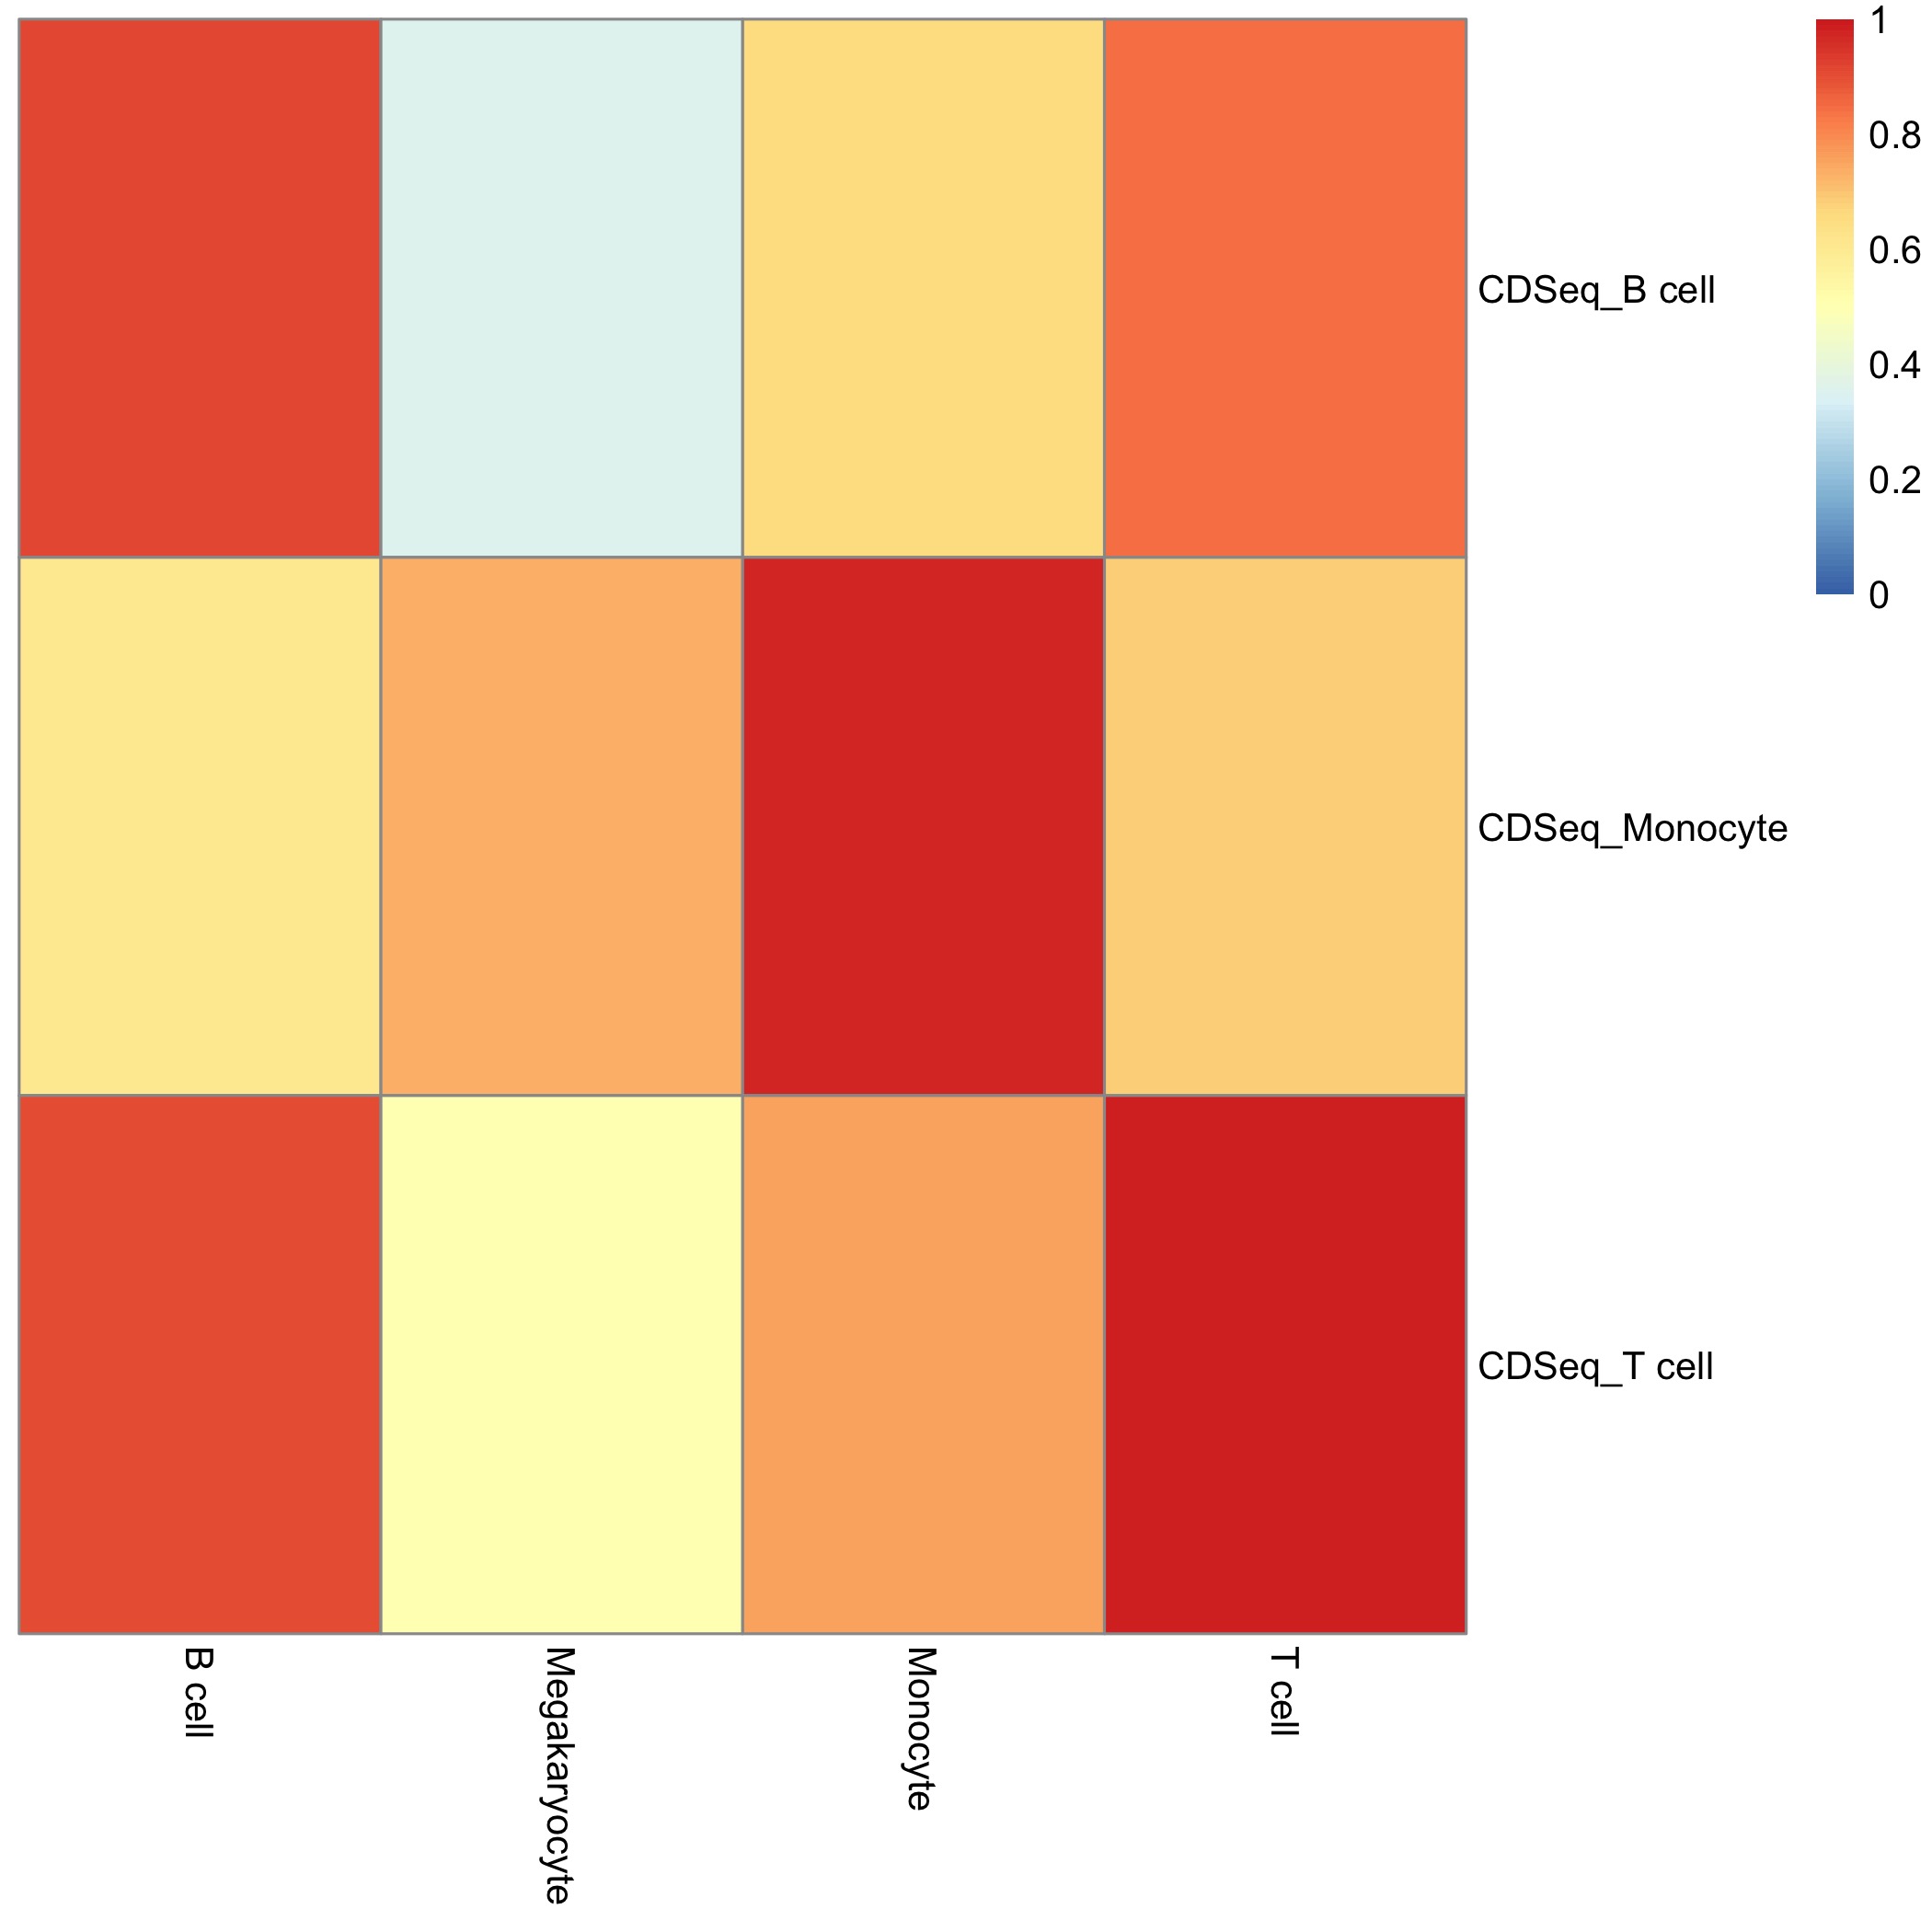 1
0.8
0.6
0.4
0.2
0
CDSeq_B cell
CDSeq_Monocyte
CDSeq_T cell
B cell
Megakaryocyte
Monocyte
T cell